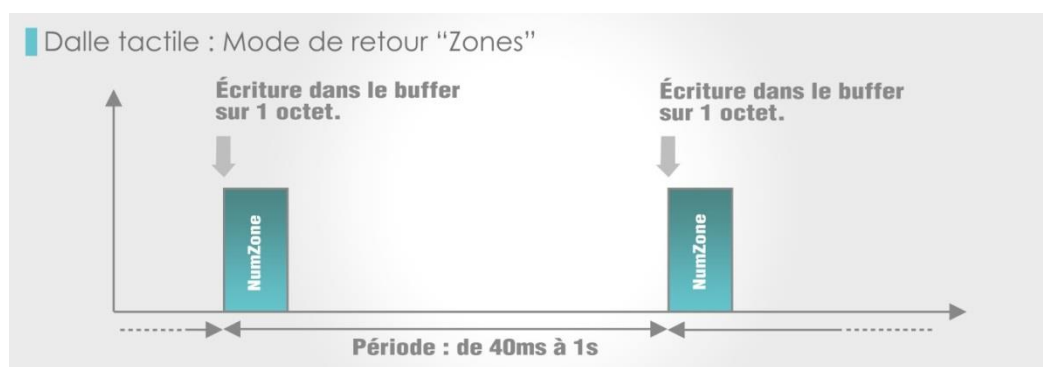 Dalle tactile : Mode de retour “Zones”
Écriture dans le buffer
sur 1 octet.
Écriture dans le buffer
sur 1 octet.
NumZone
NumZone
Période : de 40ms à 1s